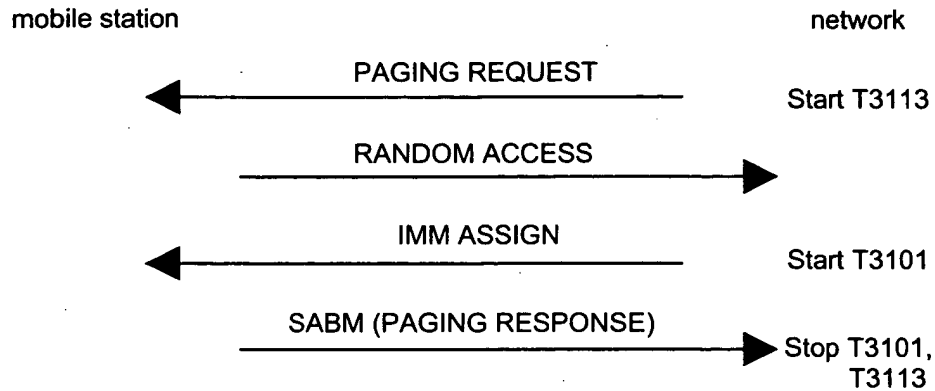 mobile station
network
PAGING REQUEST
Start T3113
RANDOM ACCESS
IMM ASSIGN
Start T3101
SABM (PAGING RESPONSE)
Stop T3101,
T3113